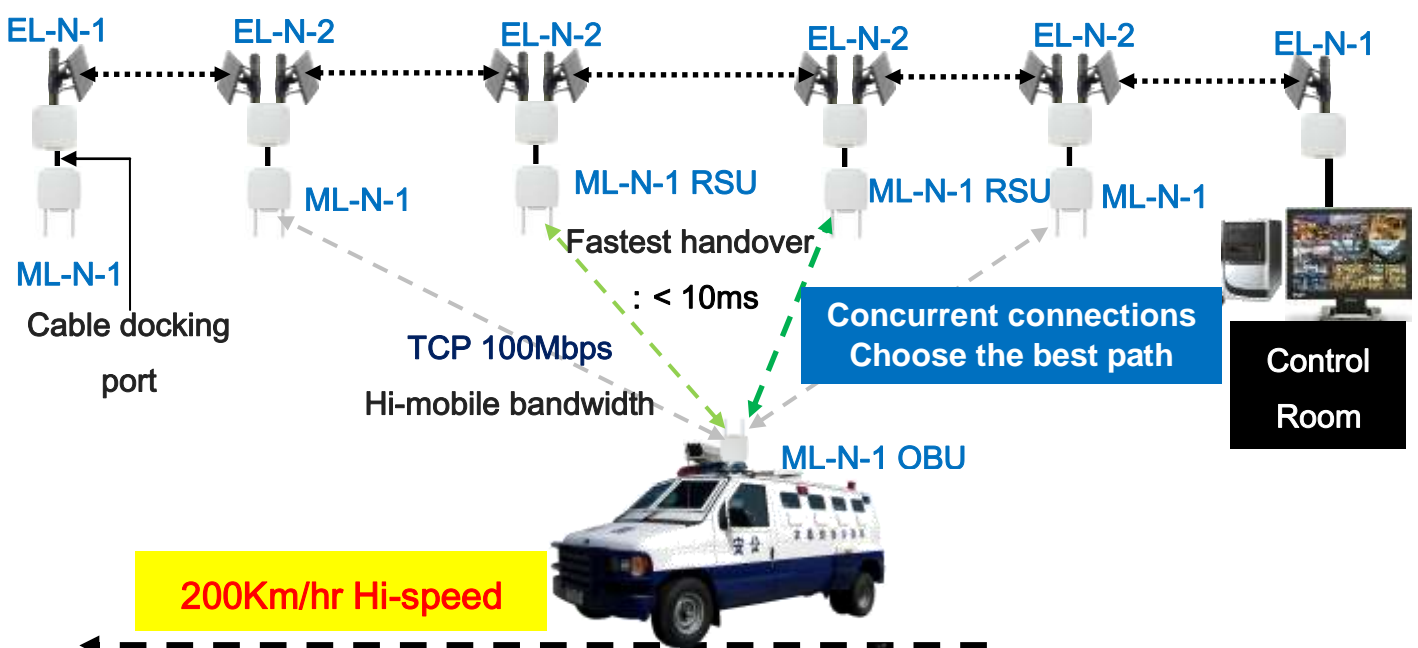 EL-N-1
EL-N-2
EL-N-2
EL-N-2
EL-N-2
EL-N-1
ML-N-1
ML-N-1 RSU
ML-N-1 RSU
ML-N-1
ML-N-1
Cable docking
port
Fastest handover
: < 10ms
TCP 100Mbps
Hi-mobile bandwidth
Concurrent connections
Choose the best path
Control
Room
ML-N-1 OBU
安公
200Km/hr Hi-speed